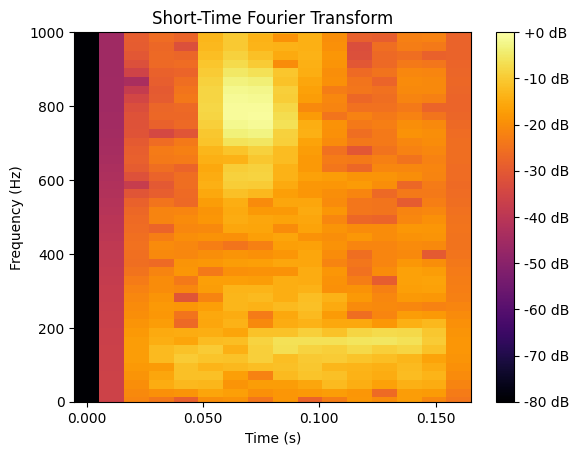 Short-Time Fourier Transform
1000
800
600
400
200
0
Frequency (Hz)
0.000
0.050
0.100
0.150
Time (s)
+0 dB
-10 dB
-20 dB
-30 dB
-40 dB
-50 dB
-60 dB
-70 dB
-80 dB